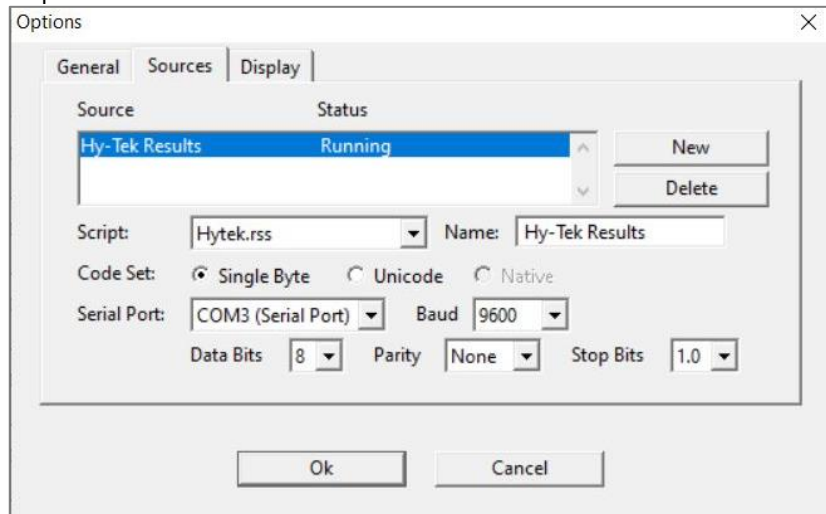 Options
General Sources Display
Source Status
Hy-Tek Results Running
New
Delete
Script: Hytek.rss Name: Hy-Tek Results
Code Set: Single Byte Unicode Native
Serial Port: COM3 (Serial Port) Baud 9600
Data Bits 8 Parity None Stop Bits 1.0
Ok Cancel